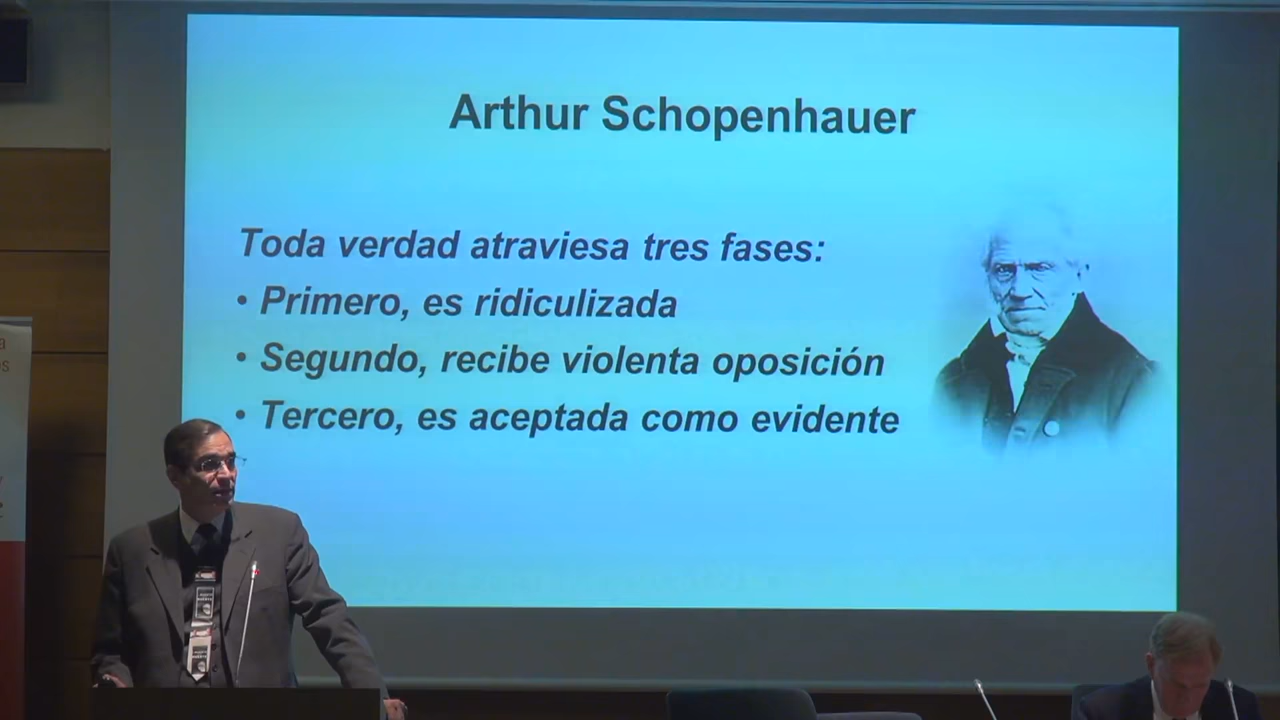 Arthur Schopenhauer
Toda verdad atraviesa tres fases:
• Primero, es ridiculizada
• Segundo, recibe violenta oposición
• Tercero, es aceptada como evidente